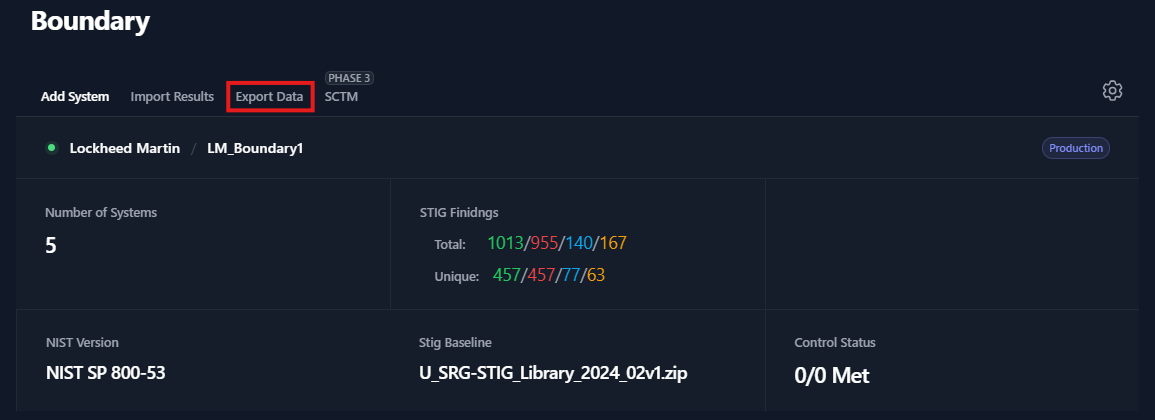 Boundary
PHASE 3
Add System Import Results Export Data SCTM
Lockheed Martin / LM_Boundary1 Production
Number of Systems STIG Finidngs
5
Total: 1013/955/140/167
Unique: 457/457/77/63
NIST Version Stig Baseline Control Status
NIST SP 800-53 U_SRG-STIG_Library_2024_02v1.zip 0/0 Met